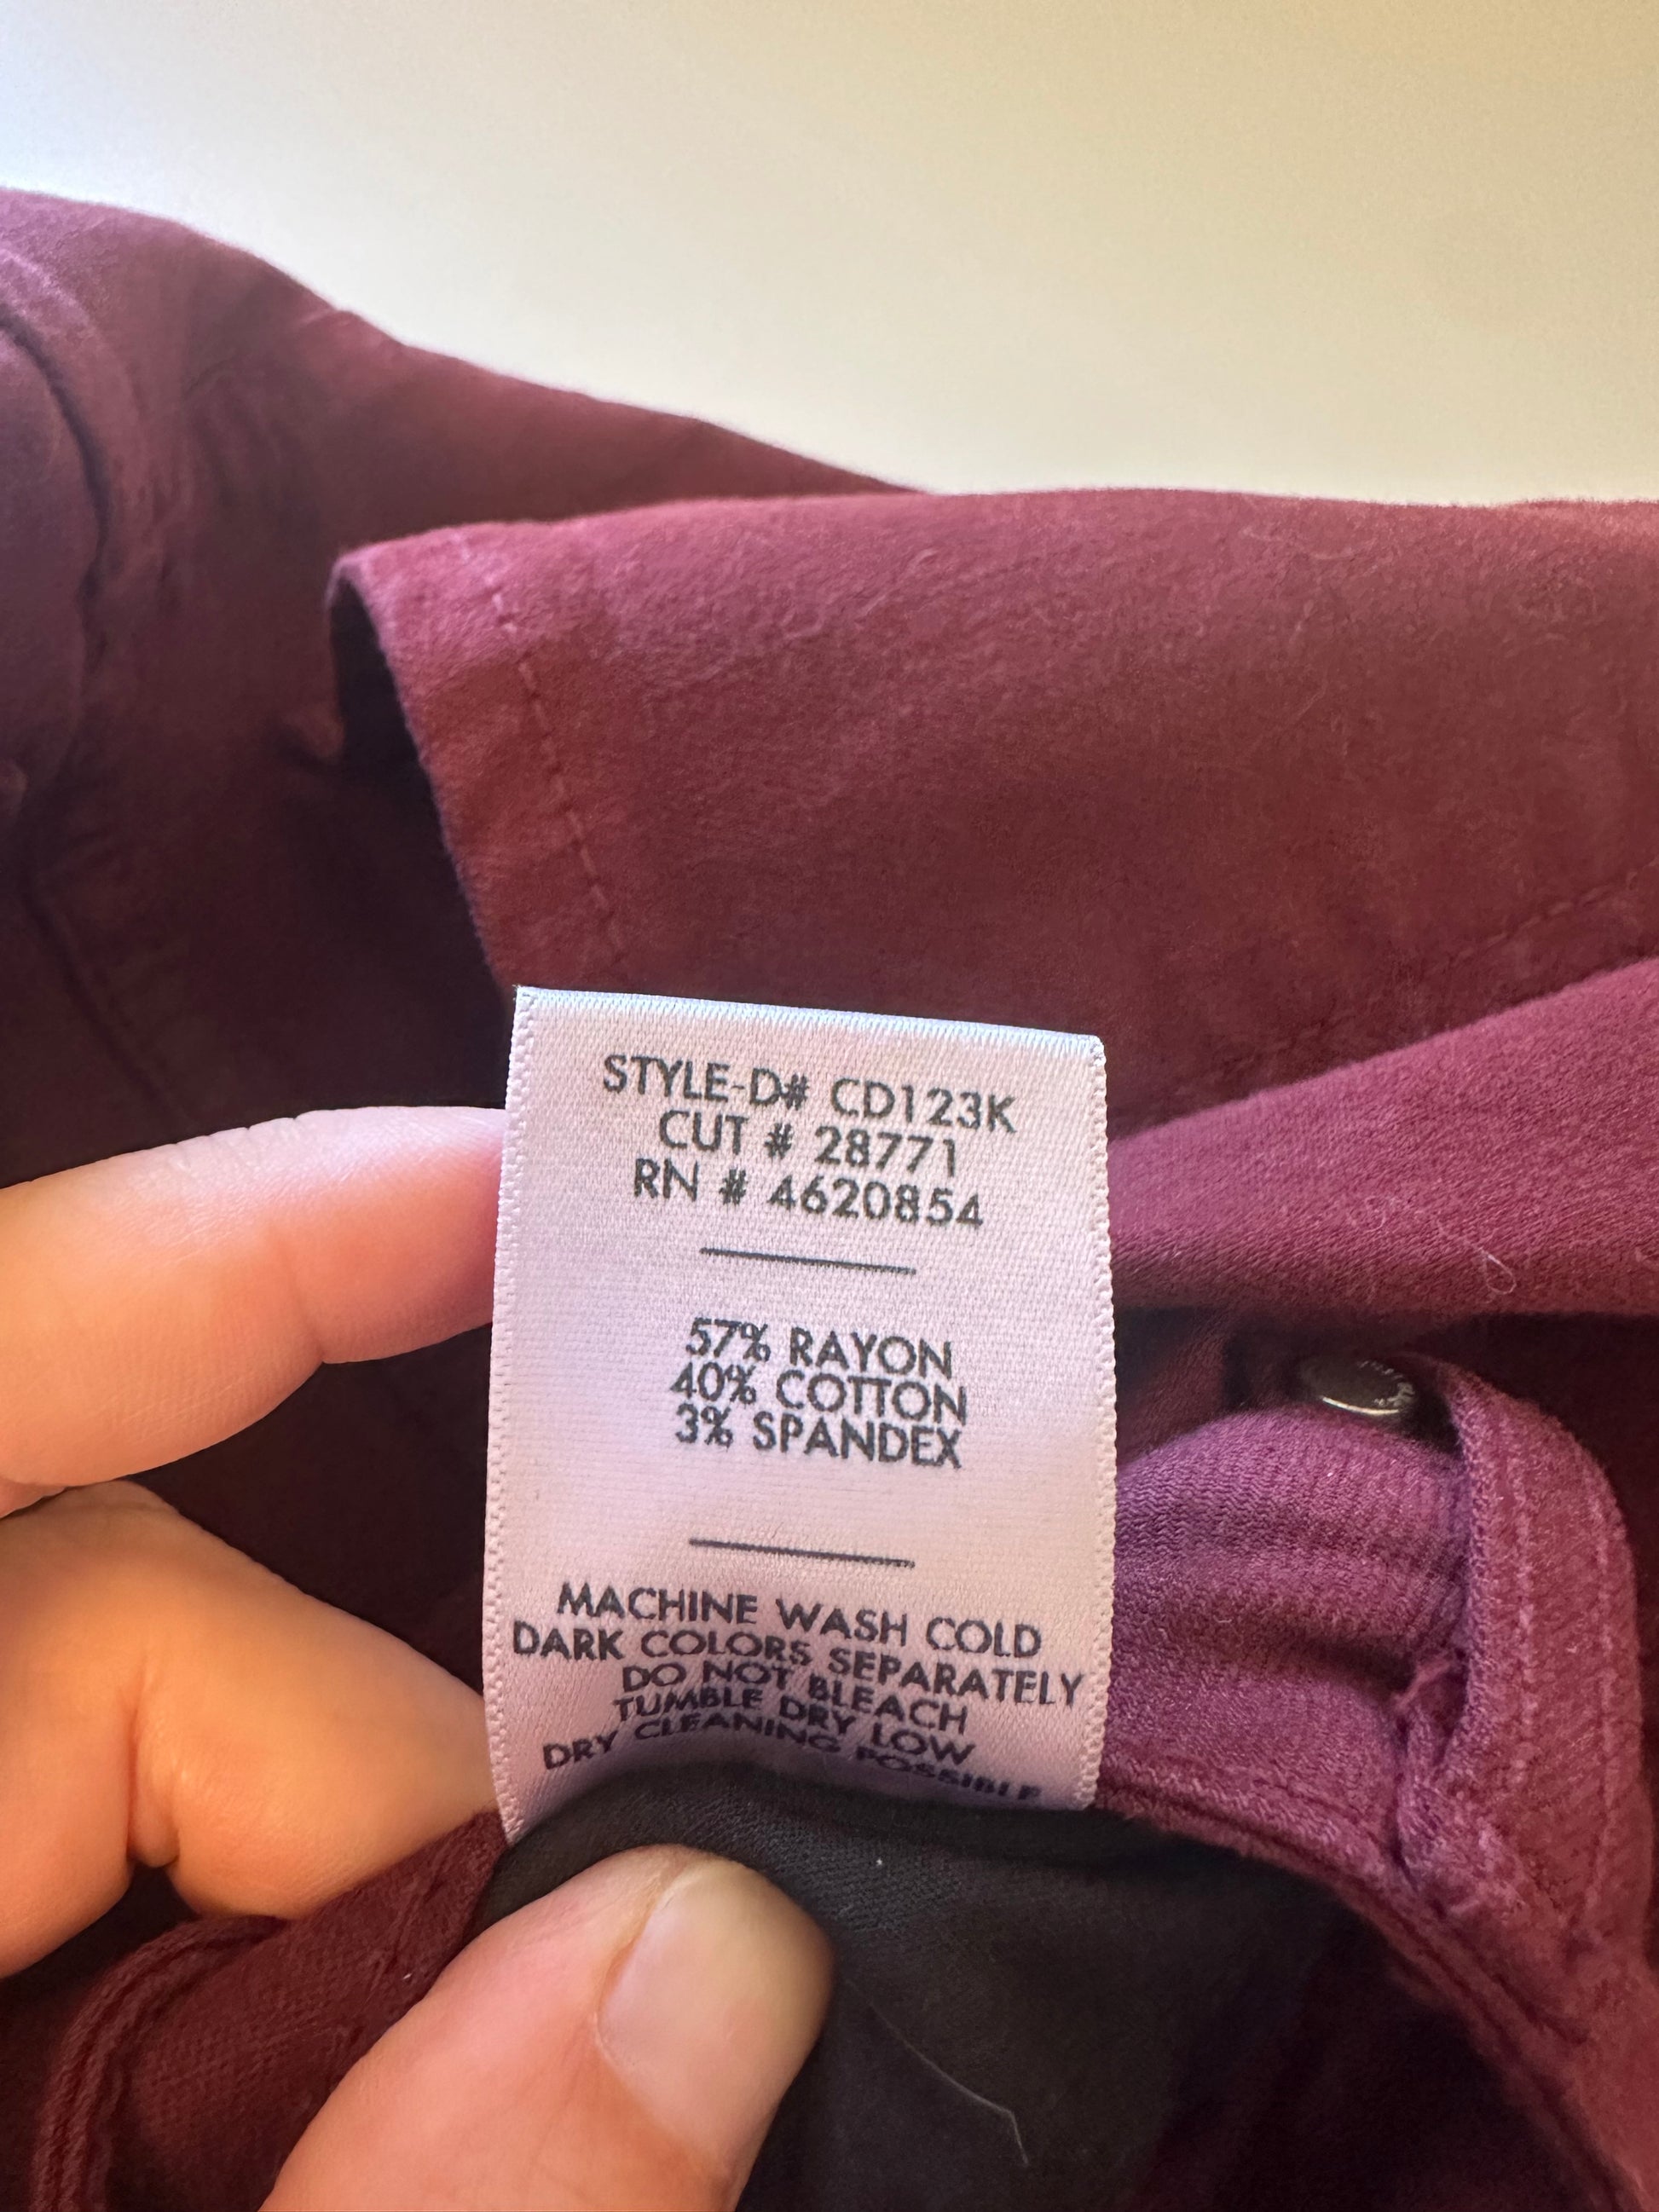 STYLE-D# CD123K
CUT # 28771
RN # 4620854
57% RAYON
40% COTTON
3% SPANDEX
MACHINE WASH COLD
DARK COLORS SEPARATELY
DO NOT BLEACH
TUMBLE DRY LOW
DRY CLEANING POSSIBLE